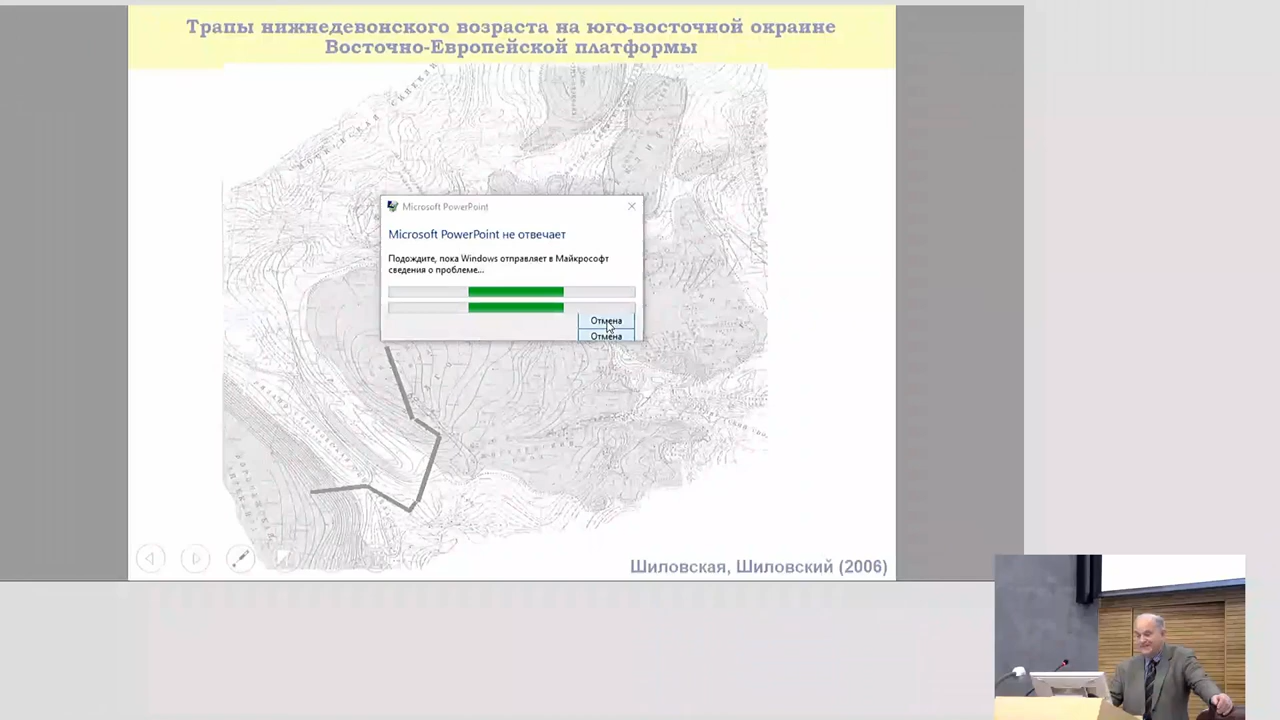 Трапы нижнедевонского возраста на юго-восточной окраине
Восточно-Европейской платформы
Microsoft PowerPoint
Microsoft PowerPoint не отвечает
Подождите, пока Windows отправляет в Майкрософт
сведения о проблеме...
Отмена
Отмена
Шиловская, Шиловский (2006)